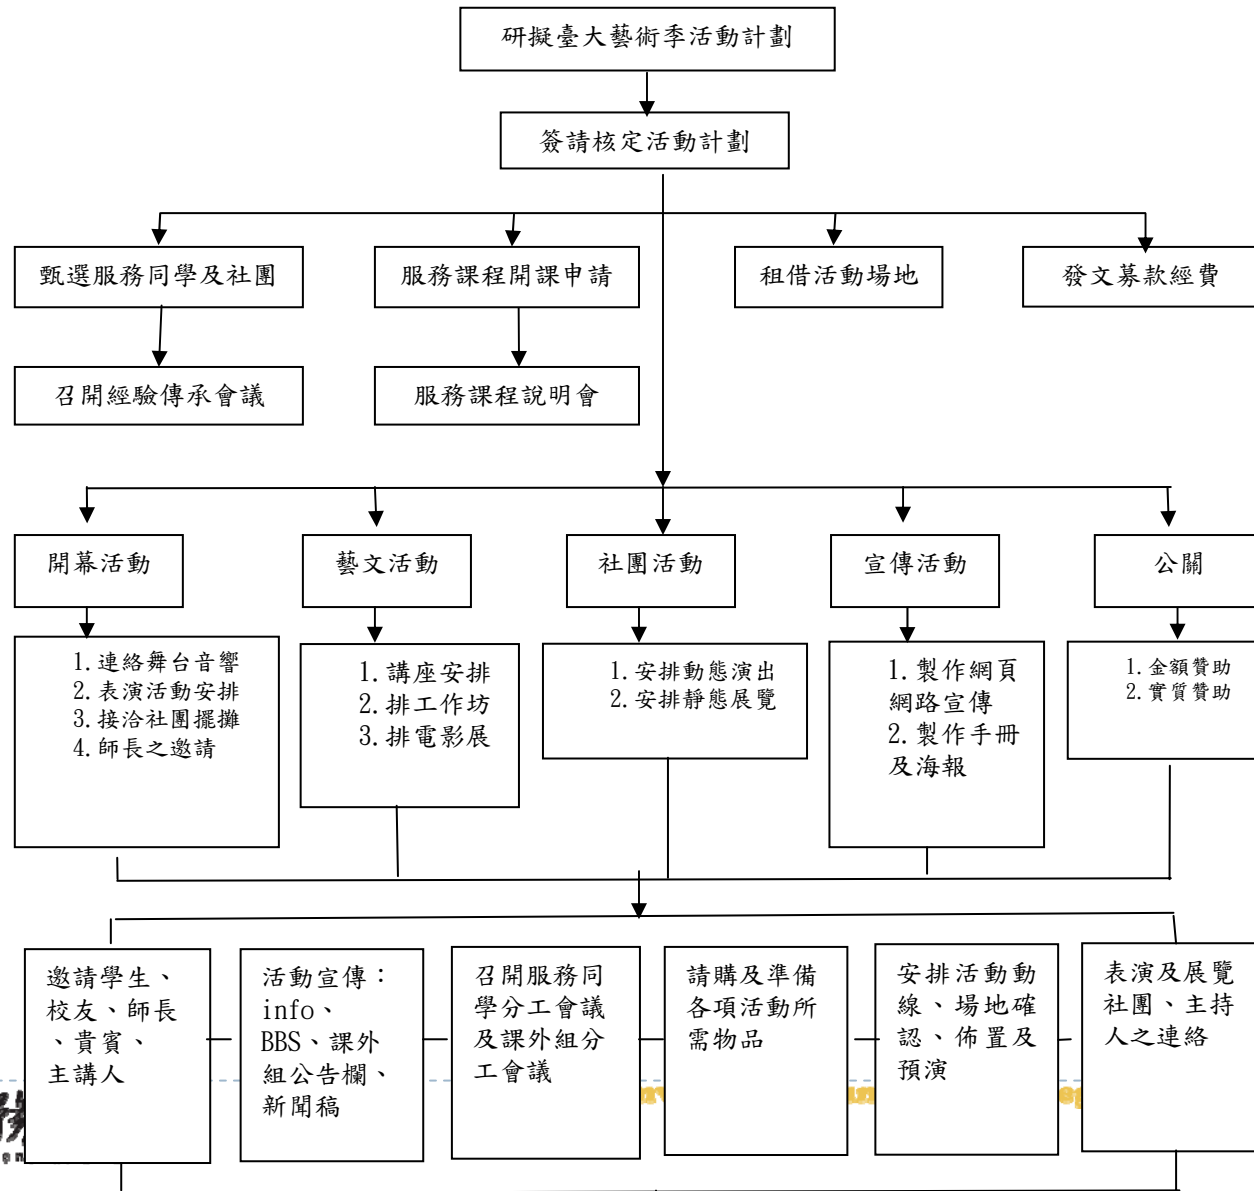 研擬臺大藝術季活動計劃
簽請核定活動計劃
甄選服務同學及社團
服務課程開課申請
租借活動場地
發文募款經費
召開經驗傳承會議
服務課程說明會
開幕活動
藝文活動
社團活動
宣傳活動
公關
1.連絡舞台音響
2.表演活動安排
3.接洽社團擺攤
4.師長之邀請
1.講座安排
2.排工作坊
3.排電影展
1.安排動態演出
2.安排靜態展覽
1.製作網頁
網路宣傳
2.製作手冊
及海報
1.金額贊助
2.實質贊助
邀請學生、
校友、師長
、貴賓、
主講人
活動宣傳：
info、
BBS、課外
組公告欄、
新聞稿
召開服務同
學分工會議
及課外組分
工會議
請購及準備
各項活動所
需物品
安排活動動
線、場地確
認、佈置及
預演
表演及展覽
社團、主持
人之連絡